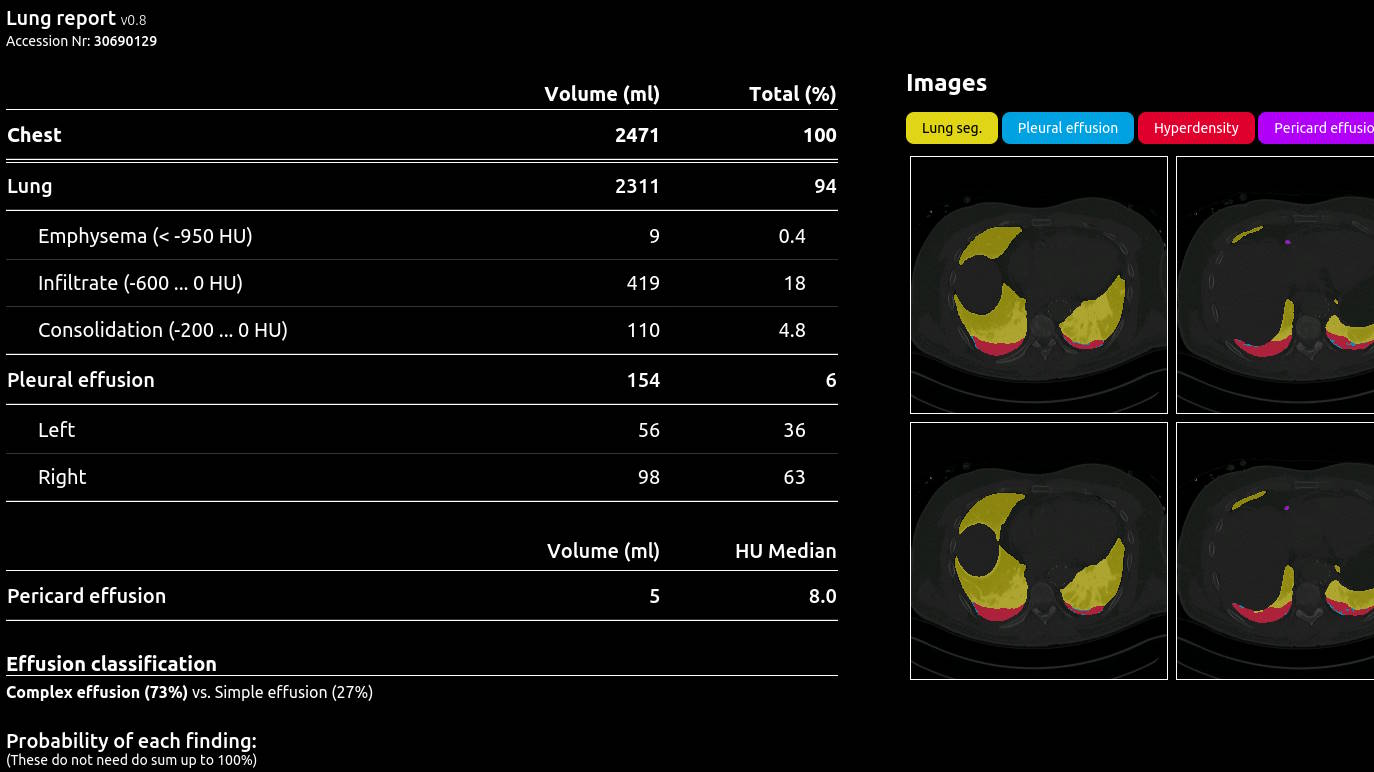 Lung report v0.8
Accession Nr: 30690129
Volume (ml) Total (%)
Chest 2471 100
Lung 2311 94
Emphysema (< -950 HU) 9 0.4
Infiltrate (-600 ... 0 HU) 419 18
Consolidation (-200 ... 0 HU) 110 4.8
Pleural effusion 154 6
Left 56 36
Right 98 63
Volume (ml) HU Median
Pericard effusion 5 8.0
Effusion classification
Complex effusion (73%) vs. Simple effusion (27%)
Probability of each finding:
(These do not need do sum up to 100%)
Images
Lung seg. Pleural effusion Hyperdensity Pericard effusio